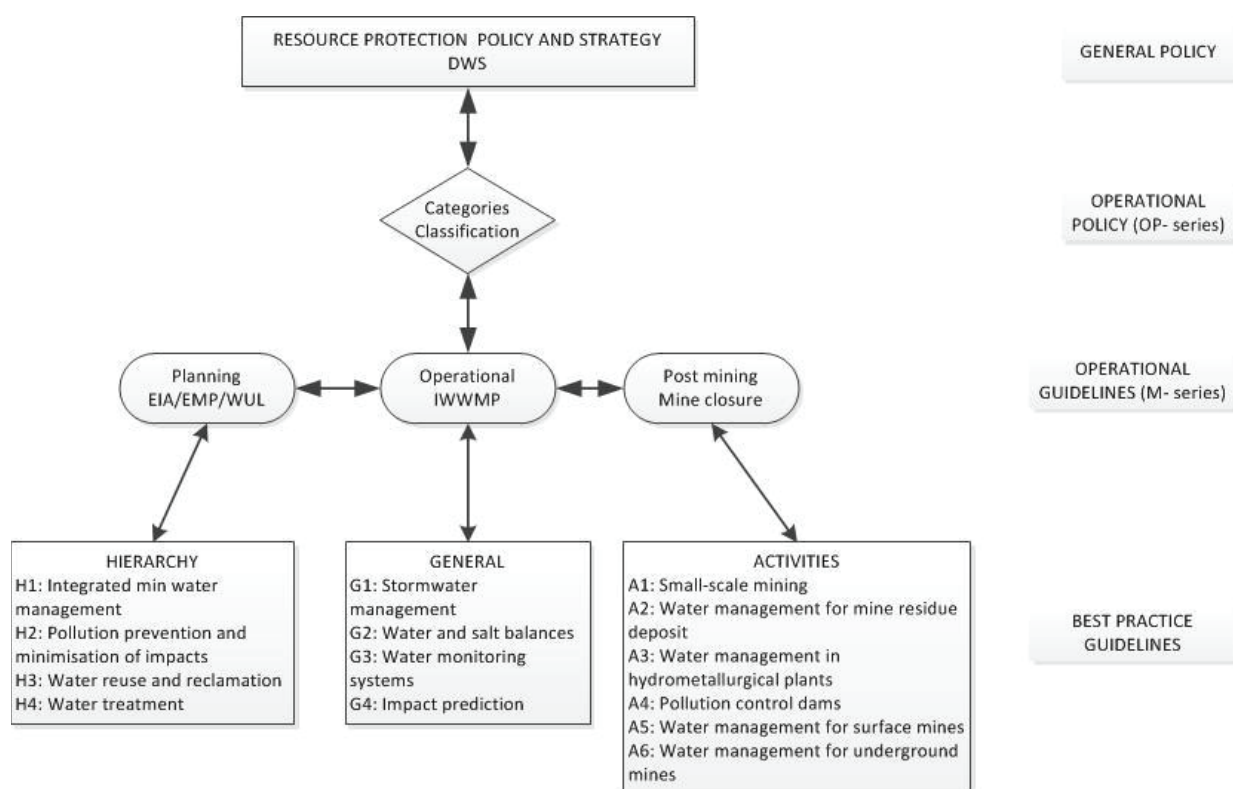 RESOURCE PROTECTION POLICY AND STRATEGY
DWS
GENERAL POLICY
Categories
Classification
OPERATIONAL
POLICY (OP- series)
Planning
EIA/EMP/WUL
Operational
IWWMP
Post mining
Mine closure
OPERATIONAL
GUIDELINES (M- series)
HIERARCHY
H1: Integrated min water
management
H2: Pollution prevention and
minimisation of impacts
H3: Water reuse and reclamation
H4: Water treatment
GENERAL
G1: Stormwater
management
G2: Water and salt balances
G3: Water monitoring
systems
G4: Impact prediction
ACTIVITIES
A1: Small-scale mining
A2: Water management for mine residue
deposit
A3: Water management in
hydrometallurgical plants
A4: Pollution control dams
A5: Water management for surface mines
A6: Water management for underground
mines
BEST PRACTICE
GUIDELINES